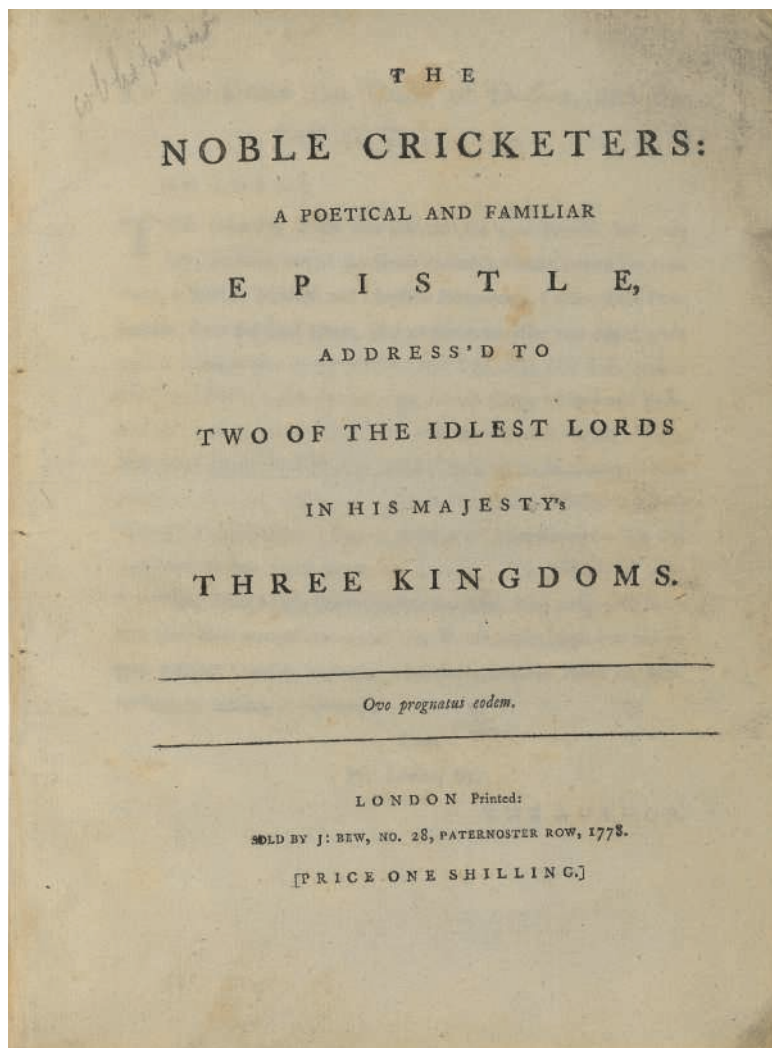 THE
NOBLE CRICKETERS:
A POETICAL AND FAMILIAR
EPISTLE,
ADDRESS'D TO
TWO OF THE IDLEST LORDS
IN HIS MAJESTY's
THREE KINGDOMS.
Ovo prognatus eodem.
LONDON Printed:
SOLD BY J: BEW, NO. 28, PATERNOSTER ROW, 1778.
[PRICE ONE SHILLING.]